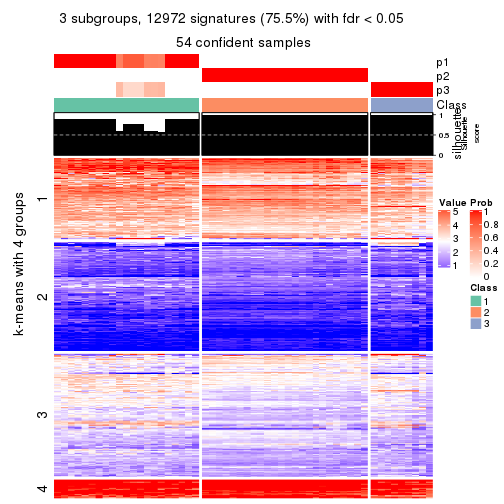 3 subgroups, 12972 signatures (75.5%) with fdr < 0.05
54 confident samples
p1
p2
p3
Class
silhouette
Silhouette
score
1
0.5
0
k-means with 4 groups
1
2
3
4
Value
5
4
3
2
1
Prob
1
0.8
0.6
0.4
0.2
0
Class
1
2
3